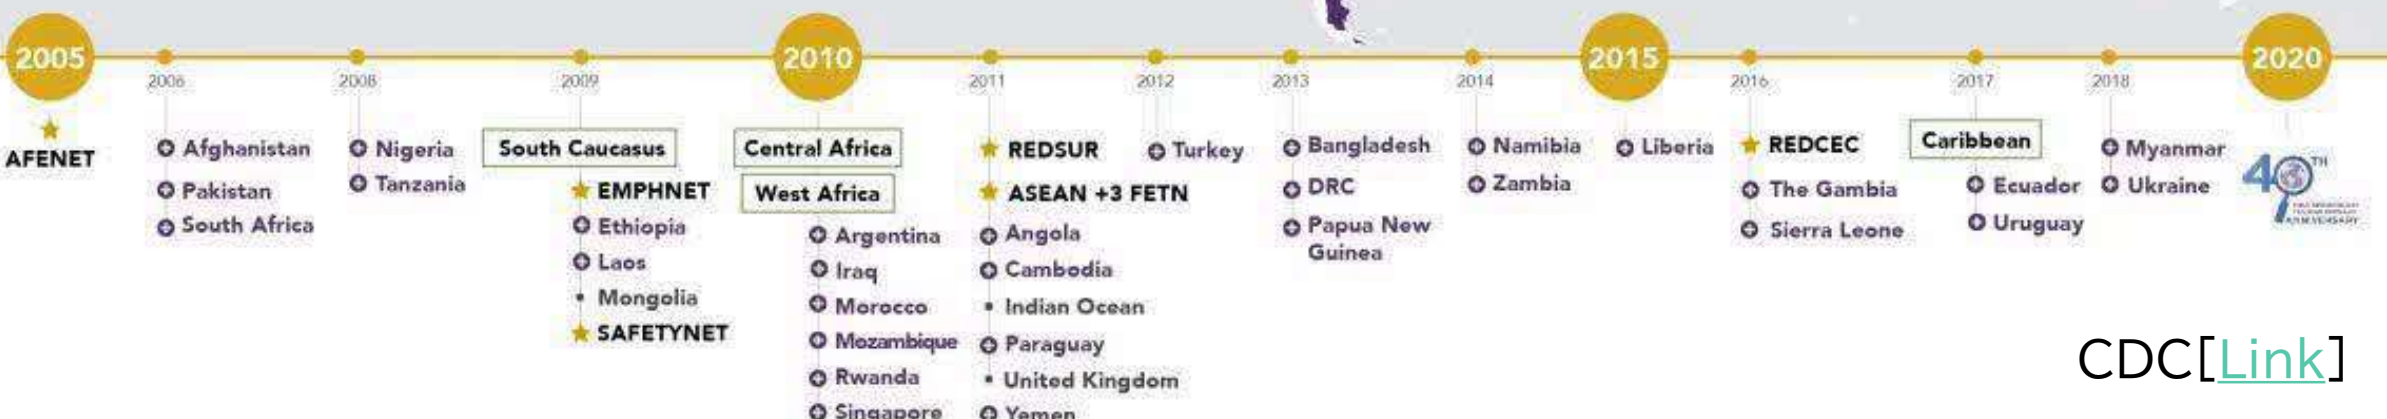 2005
2006
2008
2009
2010
2011
2012
2013
2014
2015
2016
2017
2018
2020
AFENET
Afghanistan
Pakistan
South Africa
Nigeria
Tanzania
South Caucasus
EMPHNET
Ethiopia
Laos
Mongolia
SAFETYNET
Central Africa
West Africa
Argentina
Iraq
Morocco
Mozambique
Rwanda
Singapore
REDSUR
ASEAN +3 FETN
Angola
Cambodia
Indian Ocean
Paraguay
United Kingdom
Yemen
Turkey
Bangladesh
DRC
Papua New
Guinea
Namibia
Zambia
Liberia
REDCEC
The Gambia
Sierra Leone
Caribbean
Ecuador
Uruguay
Myanmar
Ukraine
40TH
ANNIVERSARY
CDC[Link]